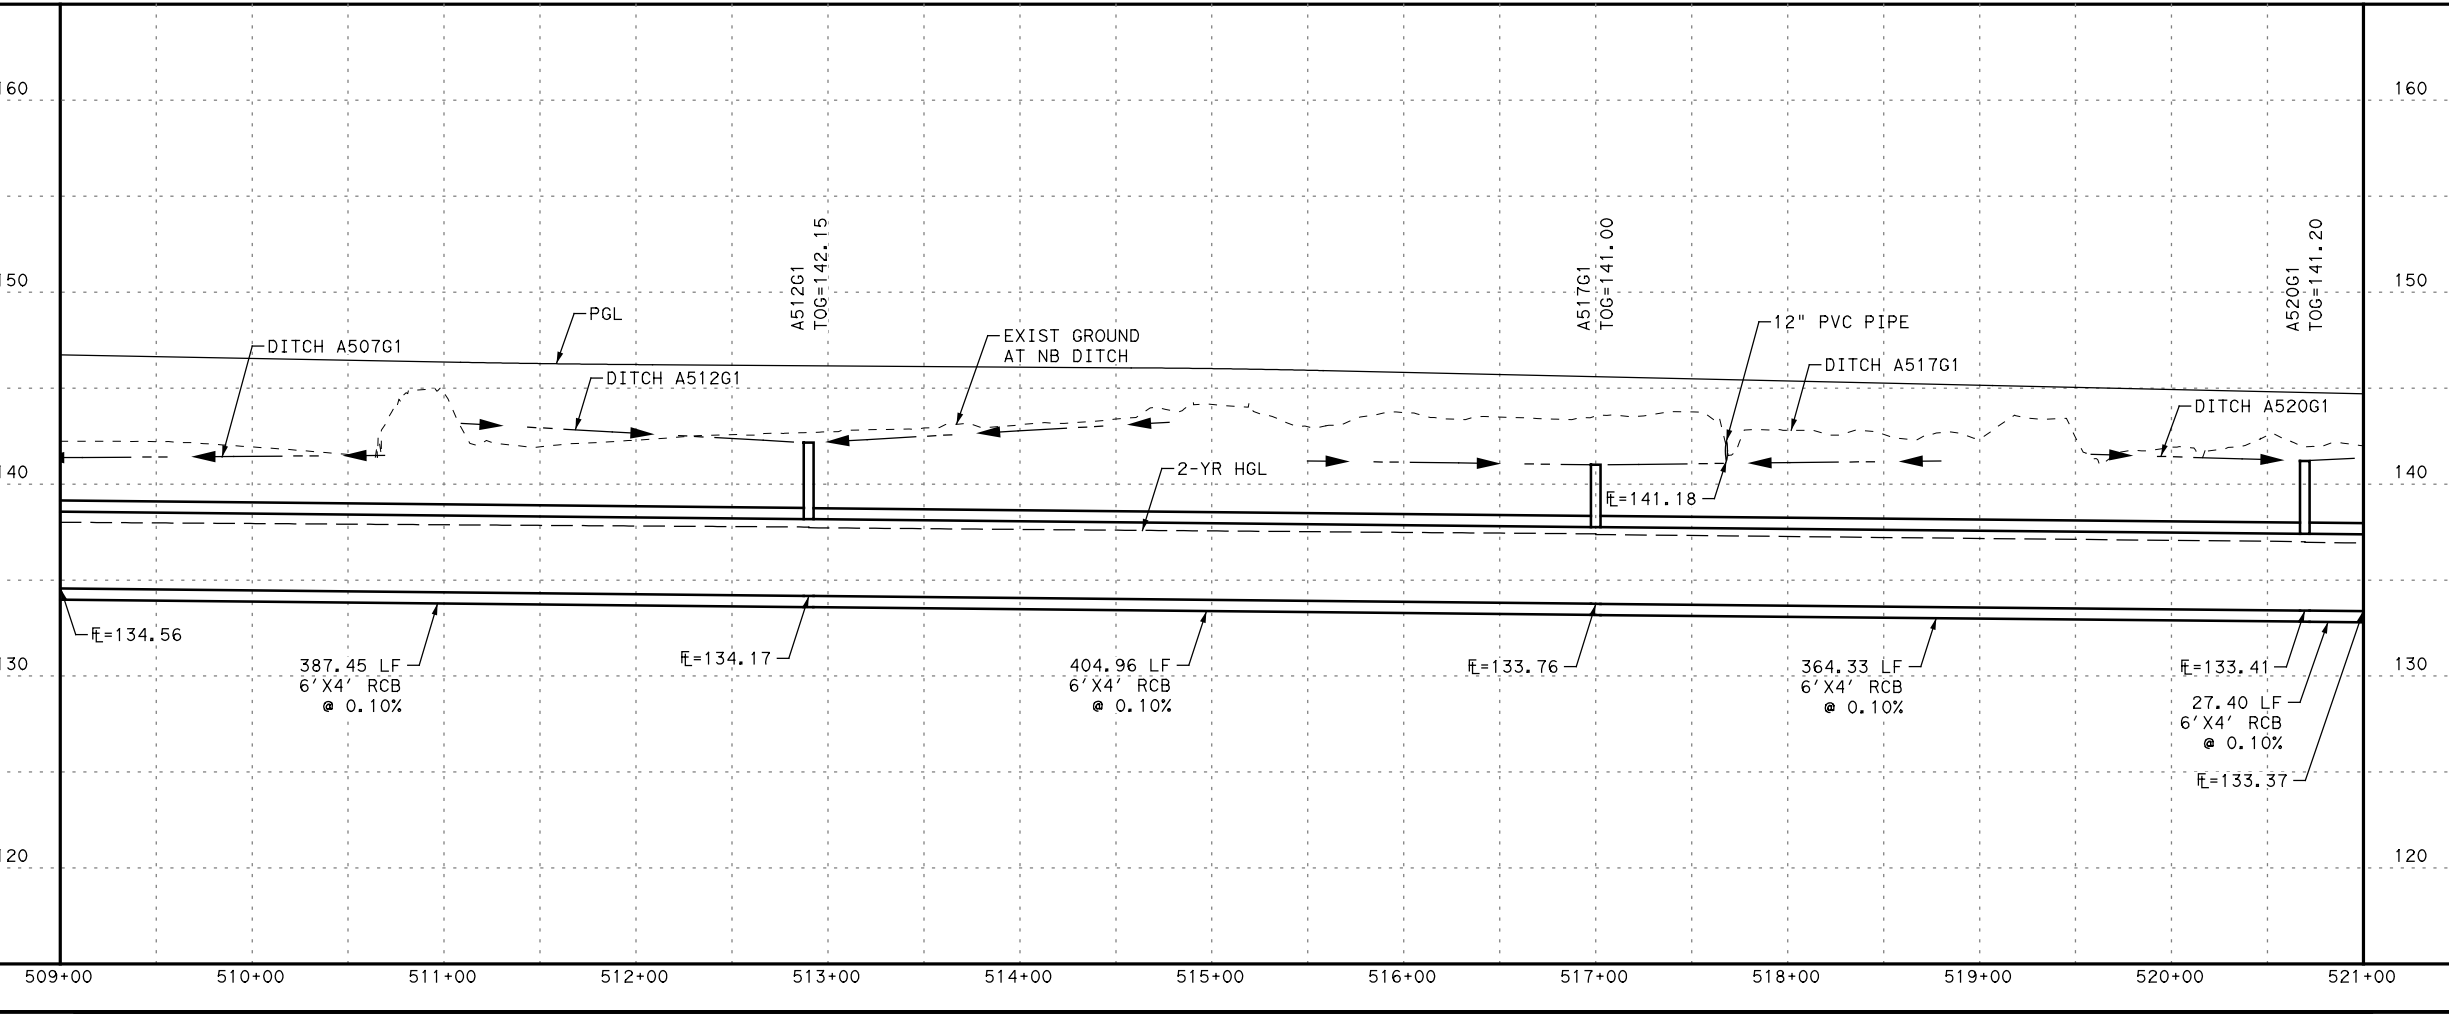 160
160
150
150
140
140
130
130
120
120
A512G1
TOG=142.15
A517G1
TOG=141.00
A520G1
TOG=141.20
PGL
DITCH A507G1
DITCH A512G1
EXIST GROUND
AT NB DITCH
12" PVC PIPE
DITCH A517G1
DITCH A520G1
2-YR HGL
FL=141.18
FL=134.56
387.45 LF
6'X4' RCB
@ 0.10%
FL=134.17
404.96 LF
6'X4' RCB
@ 0.10%
FL=133.76
364.33 LF
6'X4' RCB
@ 0.10%
FL=133.41
27.40 LF
6'X4' RCB
@ 0.10%
FL=133.37
509+00
510+00
511+00
512+00
513+00
514+00
515+00
516+00
517+00
518+00
519+00
520+00
521+00